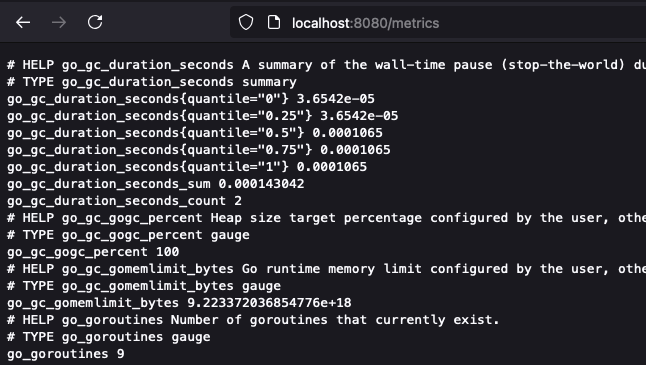 localhost:8080/metrics
# HELP go_gc_duration_seconds A summary of the wall-time pause (stop-the-world)
# TYPE go_gc_duration_seconds summary
go_gc_duration_seconds{quantile="0"} 3.6542e-05
go_gc_duration_seconds{quantile="0.25"} 3.6542e-05
go_gc_duration_seconds{quantile="0.5"} 0.0001065
go_gc_duration_seconds{quantile="0.75"} 0.0001065
go_gc_duration_seconds{quantile="1"} 0.0001065
go_gc_duration_seconds_sum 0.000143042
go_gc_duration_seconds_count 2
# HELP go_gc_gogc_percent Heap size target percentage configured by the user, othe
# TYPE go_gc_gogc_percent gauge
go_gc_gogc_percent 100
# HELP go_gc_gomemlimit_bytes Go runtime memory limit configured by the user, othe
# TYPE go_gc_gomemlimit_bytes gauge
go_gc_gomemlimit_bytes 9.223372036854776e+18
# HELP go_goroutines Number of goroutines that currently exist.
# TYPE go_goroutines gauge
go_goroutines 9